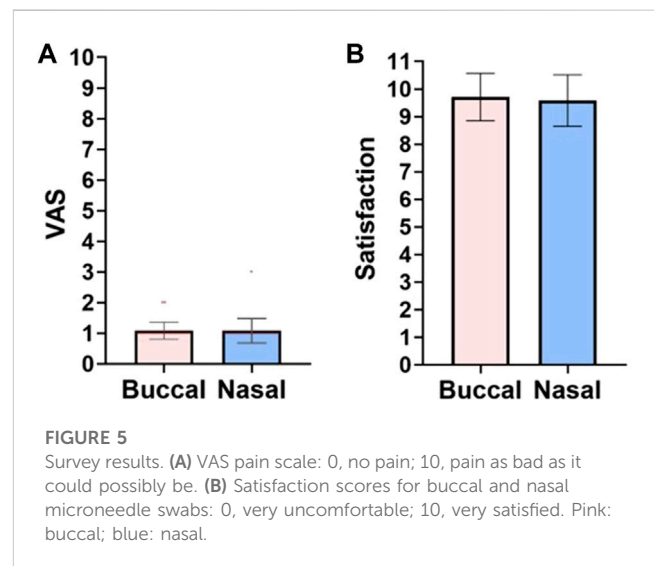 A
VAS
10
9
8
7
6
5
4
3
2
1
0
Buccal Nasal
B
Satisfaction
11
10
9
8
7
6
5
4
3
2
1
0
Buccal Nasal
FIGURE 5
Survey results. (A) VAS pain scale: 0, no pain; 10, pain as bad as it
could possibly be. (B) Satisfaction scores for buccal and nasal
microneedle swabs: 0, very uncomfortable; 10, very satisfied. Pink:
buccal; blue: nasal.